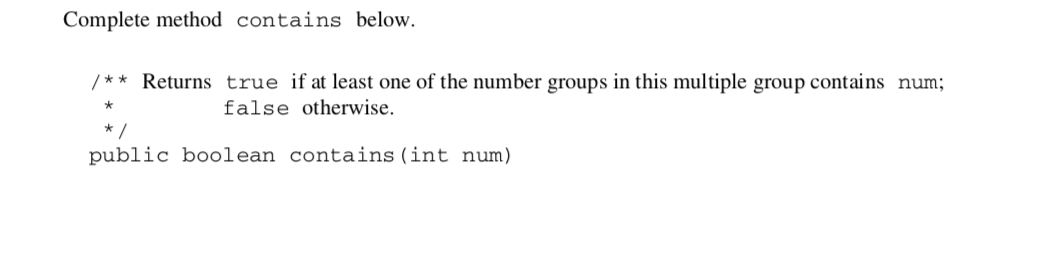 Complete method contains below.
/** Returns true if at least one of the number groups in this multiple group contains num;
* false otherwise.
*/
public boolean contains(int num)